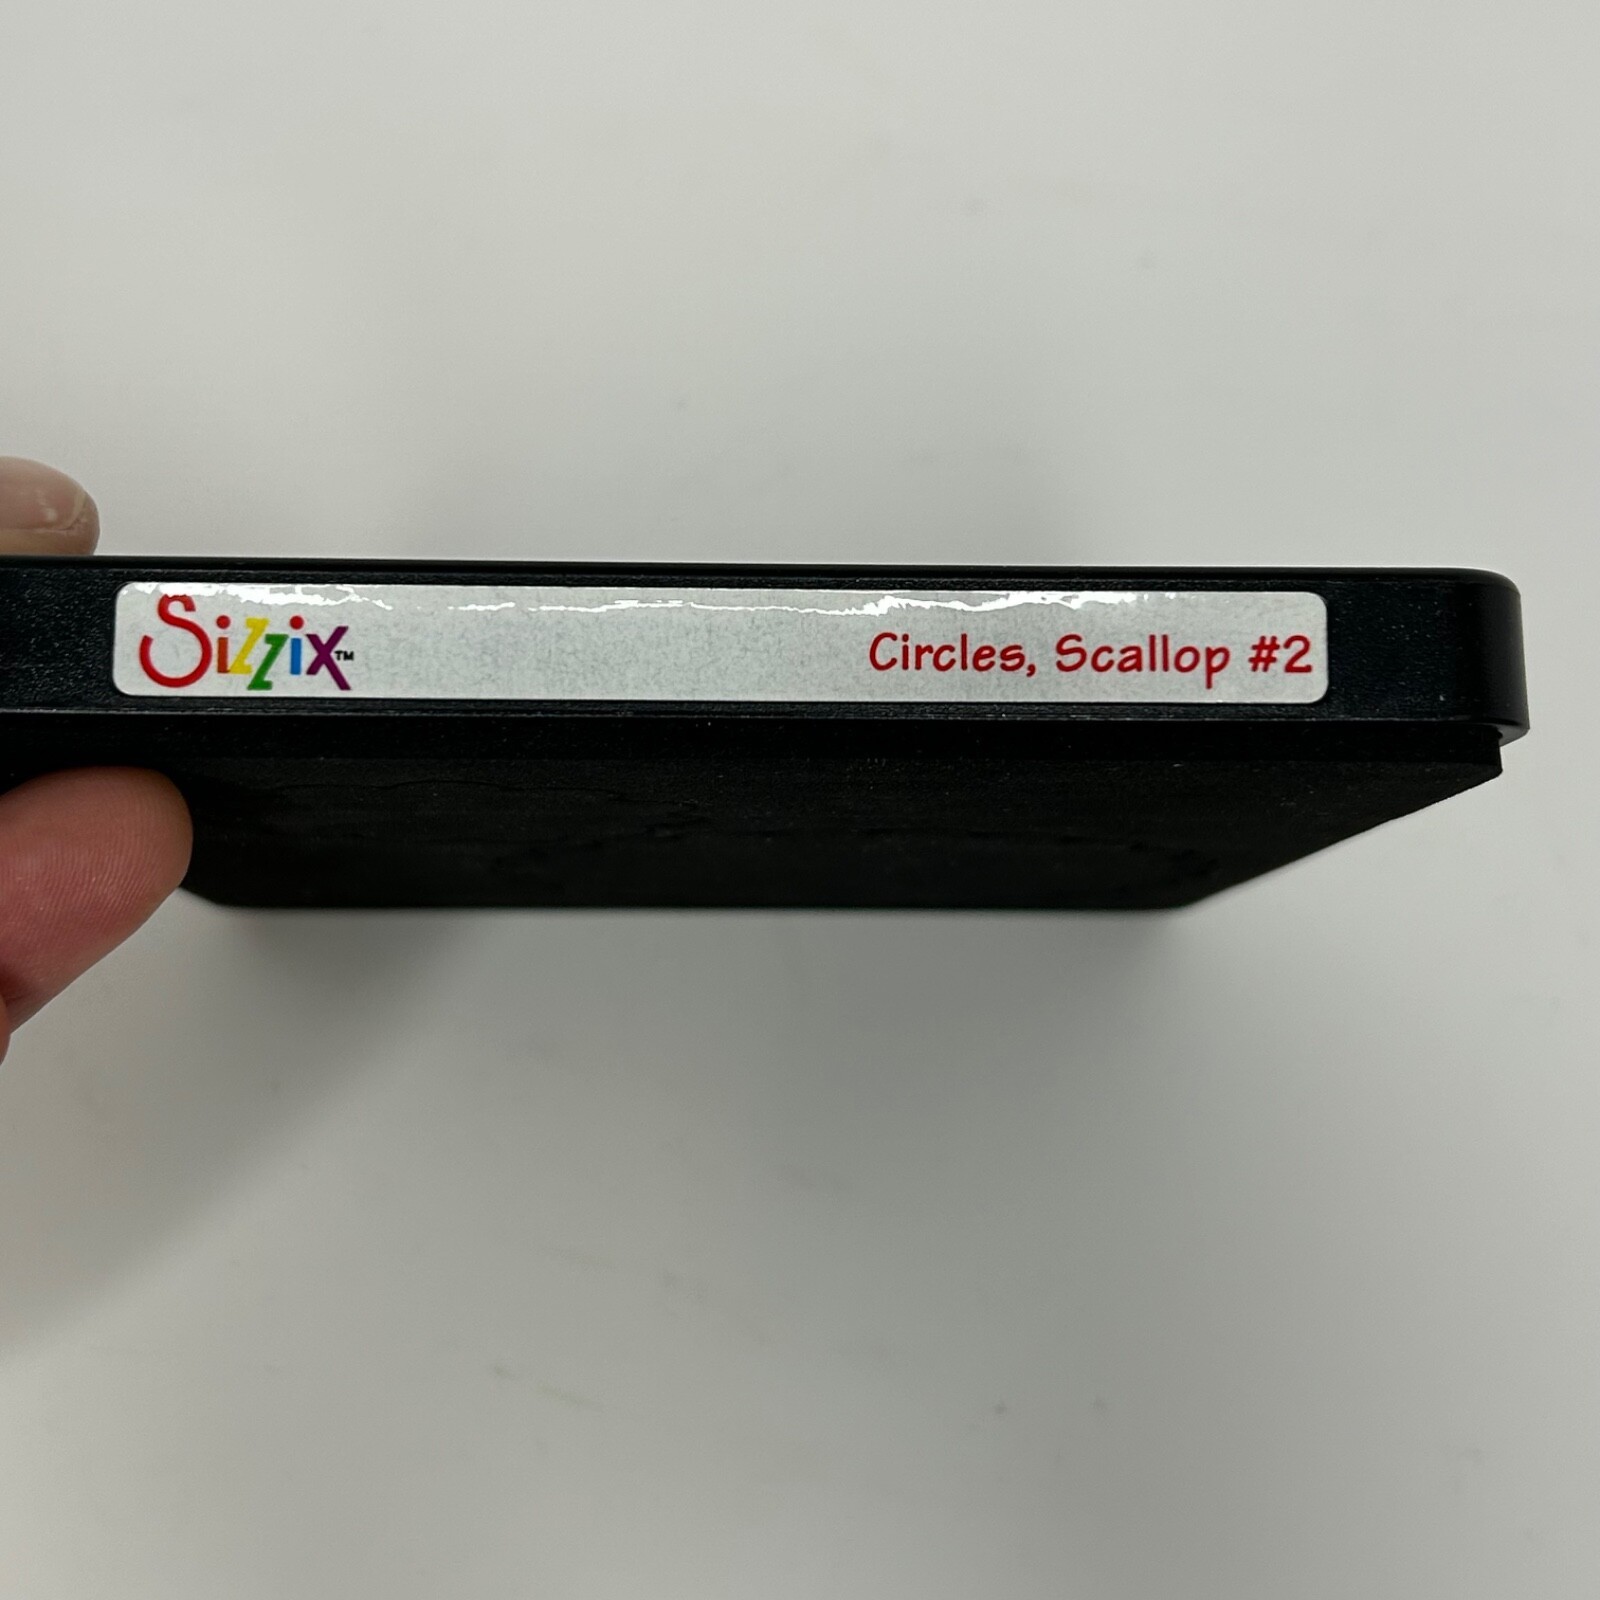 Sizzix™
Circles, Scallop #2